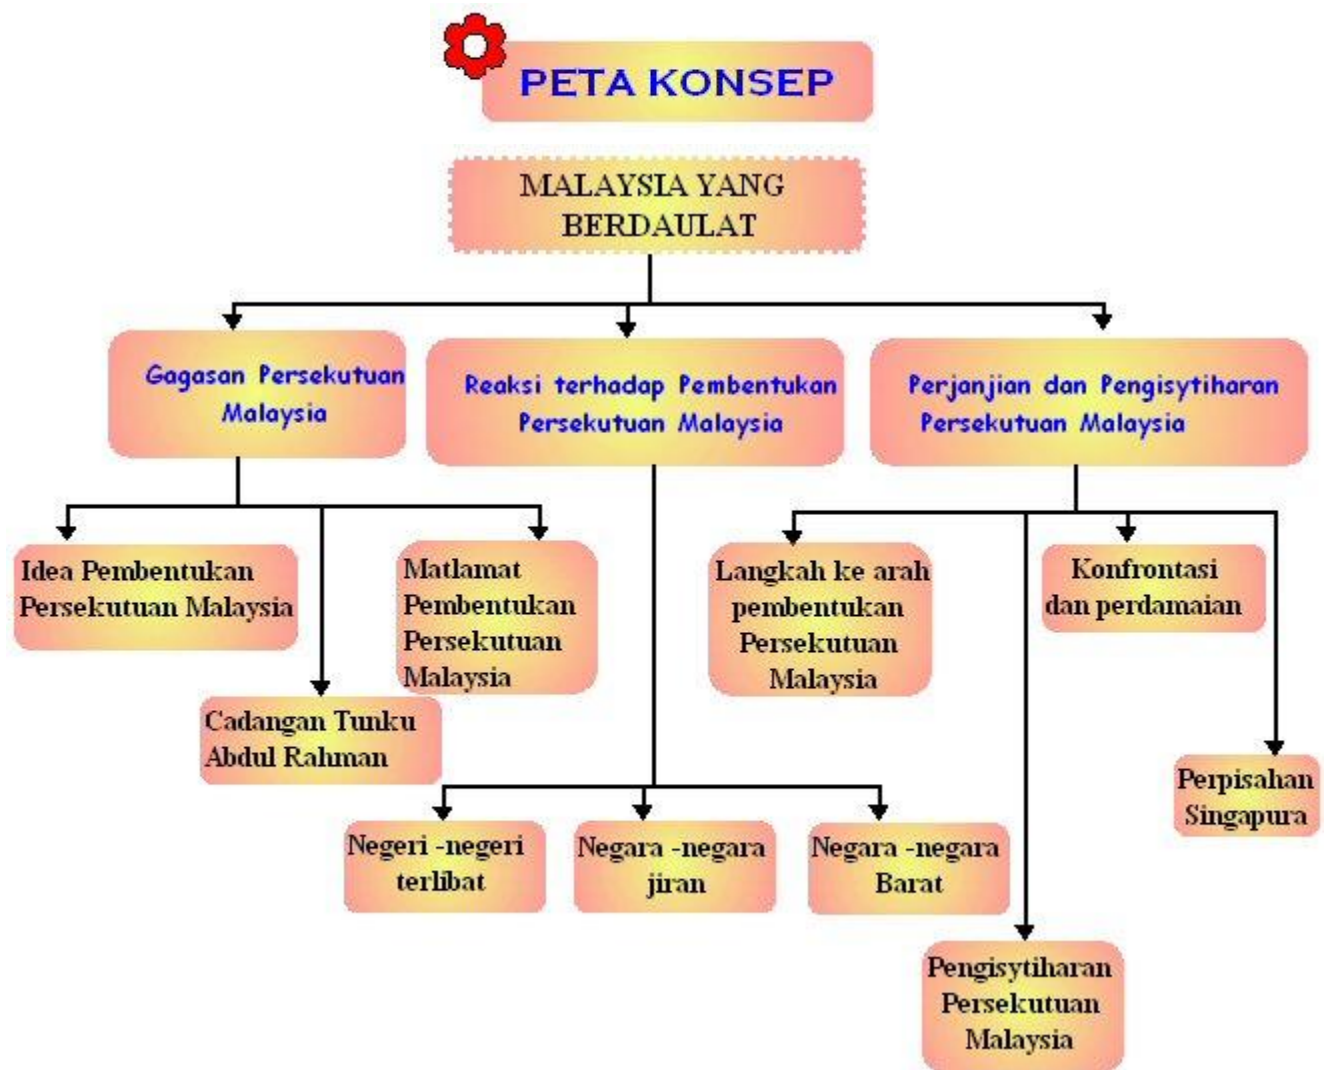 PETA KONSEP
MALAYSIA YANG
BERDAULAT
Gagasan Persekutuan
Malaysia
Reaksi terhadap Pembentukan
Persekutuan Malaysia
Perjanjian dan Pengisytiharan
Persekutuan Malaysia
Idea Pembentukan
Persekutuan Malaysia
Cadangan Tunku
Abdul Rahman
Matlamat
Pembentukan
Persekutuan
Malaysia
Negeri -negeri
terlibat
Negara -negara
jiran
Negara -negara
Barat
Langkah ke arah
pembentukan
Persekutuan
Malaysia
Pengisytiharan
Persekutuan
Malaysia
Konfrontasi
dan perdamaian
Perpisahan
Singapura